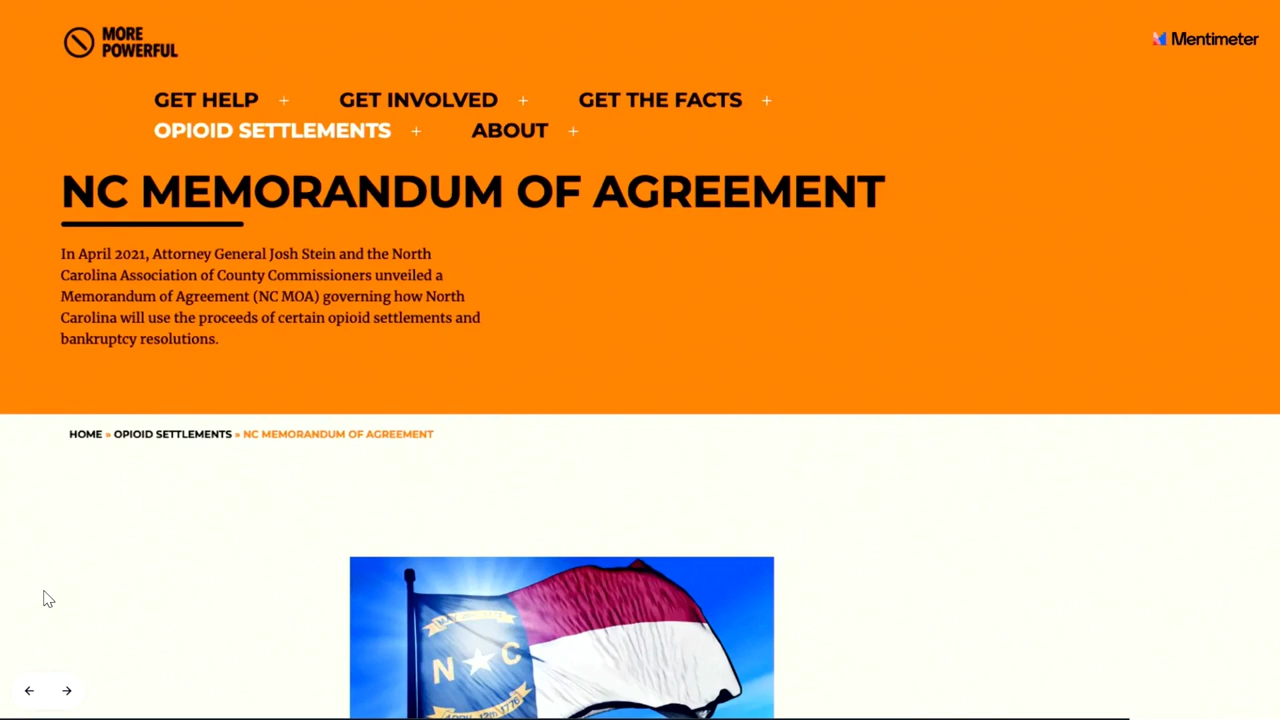 MORE
POWERFUL
Mentimeter
GET HELP + GET INVOLVED + GET THE FACTS +
OPIOID SETTLEMENTS + ABOUT +
NC MEMORANDUM OF AGREEMENT
In April 2021, Attorney General Josh Stein and the North
Carolina Association of County Commissioners unveiled a
Memorandum of Agreement (NC MOA) governing how North
Carolina will use the proceeds of certain opioid settlements and
bankruptcy resolutions.
HOME » OPIOID SETTLEMENTS » NC MEMORANDUM OF AGREEMENT
N C
APRIL 12th 1776